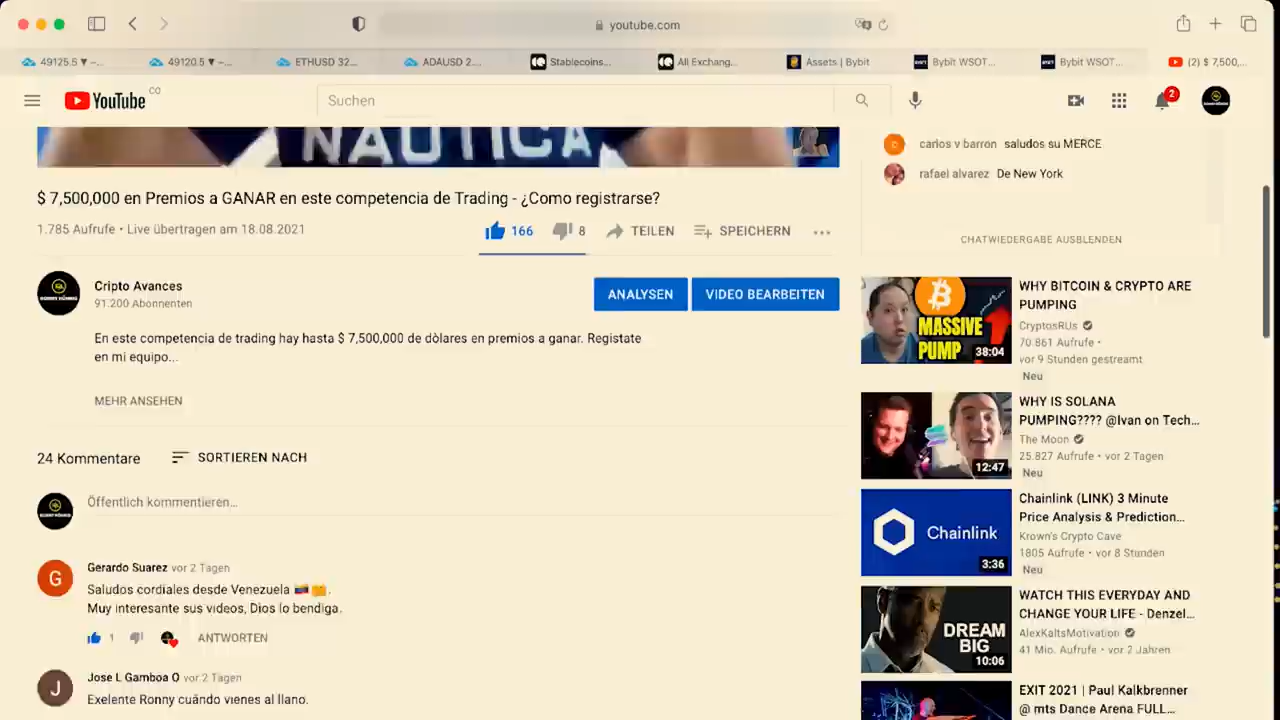 youtube.com
49125.5 ▼ –...
49120.5 ▼ –...
ETHUSD 32...
ADAUSD 2....
Stablecoins...
All Exchang...
Assets | Bybit
Bybit WSOT...
Bybit WSOT...
(2) $ 7,500,...
YouTube CO
Suchen
2
NAUTICA
carlos v barron saludos su MERCE
rafael alvarez De New York
CHATWIEDERGABE AUSBLENDEN
$ 7,500,000 en Premios a GANAR en este competencia de Trading - ¿Como registrarse?
1.785 Aufrufe • Live übertragen am 18.08.2021
166
8
TEILEN
SPEICHERN
Cripto Avances
91.200 Abonnenten
ANALYSEN
VIDEO BEARBEITEN
En este competencia de trading hay hasta $ 7,500,000 de dòlares en premios a ganar. Registate
en mi equipo...
MEHR ANSEHEN
24 Kommentare
SORTIEREN NACH
Öffentlich kommentieren...
G
Gerardo Suarez vor 2 Tagen
Saludos cordiales desde Venezuela 🇻🇪
Muy interesante sus videos, Dios lo bendiga.
1
ANTWORTEN
J
Jose L Gamboa O vor 2 Tagen
Exelente Ronny cuándo vienes al llano.
MASSIVE
PUMP
38:04
WHY BITCOIN & CRYPTO ARE
PUMPING
CryptosRUs
70.861 Aufrufe •
vor 9 Stunden gestreamt
Neu
12:47
WHY IS SOLANA
PUMPING???? @Ivan on Tech...
The Moon
25.827 Aufrufe • vor 2 Tagen
Neu
Chainlink
3:36
Chainlink (LINK) 3 Minute
Price Analysis & Prediction...
Krown's Crypto Cave
1805 Aufrufe • vor 8 Stunden
Neu
DREAM
BIG
10:06
WATCH THIS EVERYDAY AND
CHANGE YOUR LIFE - Denzel...
AlexKaltsMotivation
41 Mio. Aufrufe • vor 2 Jahren
EXIT 2021 | Paul Kalkbrenner
@ mts Dance Arena FULL...